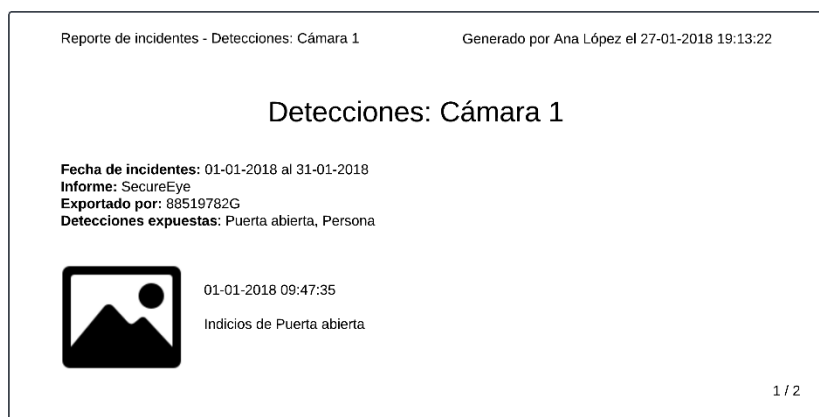 Reporte de incidentes - Detecciones: Cámara 1
Generado por Ana López el 27-01-2018 19:13:22
Detecciones: Cámara 1
Fecha de incidentes: 01-01-2018 al 31-01-2018
Informe: SecureEye
Exportado por: 88519782G
Detecciones expuestas: Puerta abierta, Persona
01-01-2018 09:47:35
Indicios de Puerta abierta
1 / 2